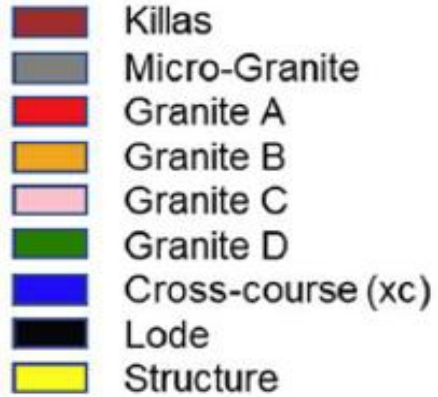 Killas
Micro-Granite
Granite A
Granite B
Granite C
Granite D
Cross-course (xc)
Lode
Structure